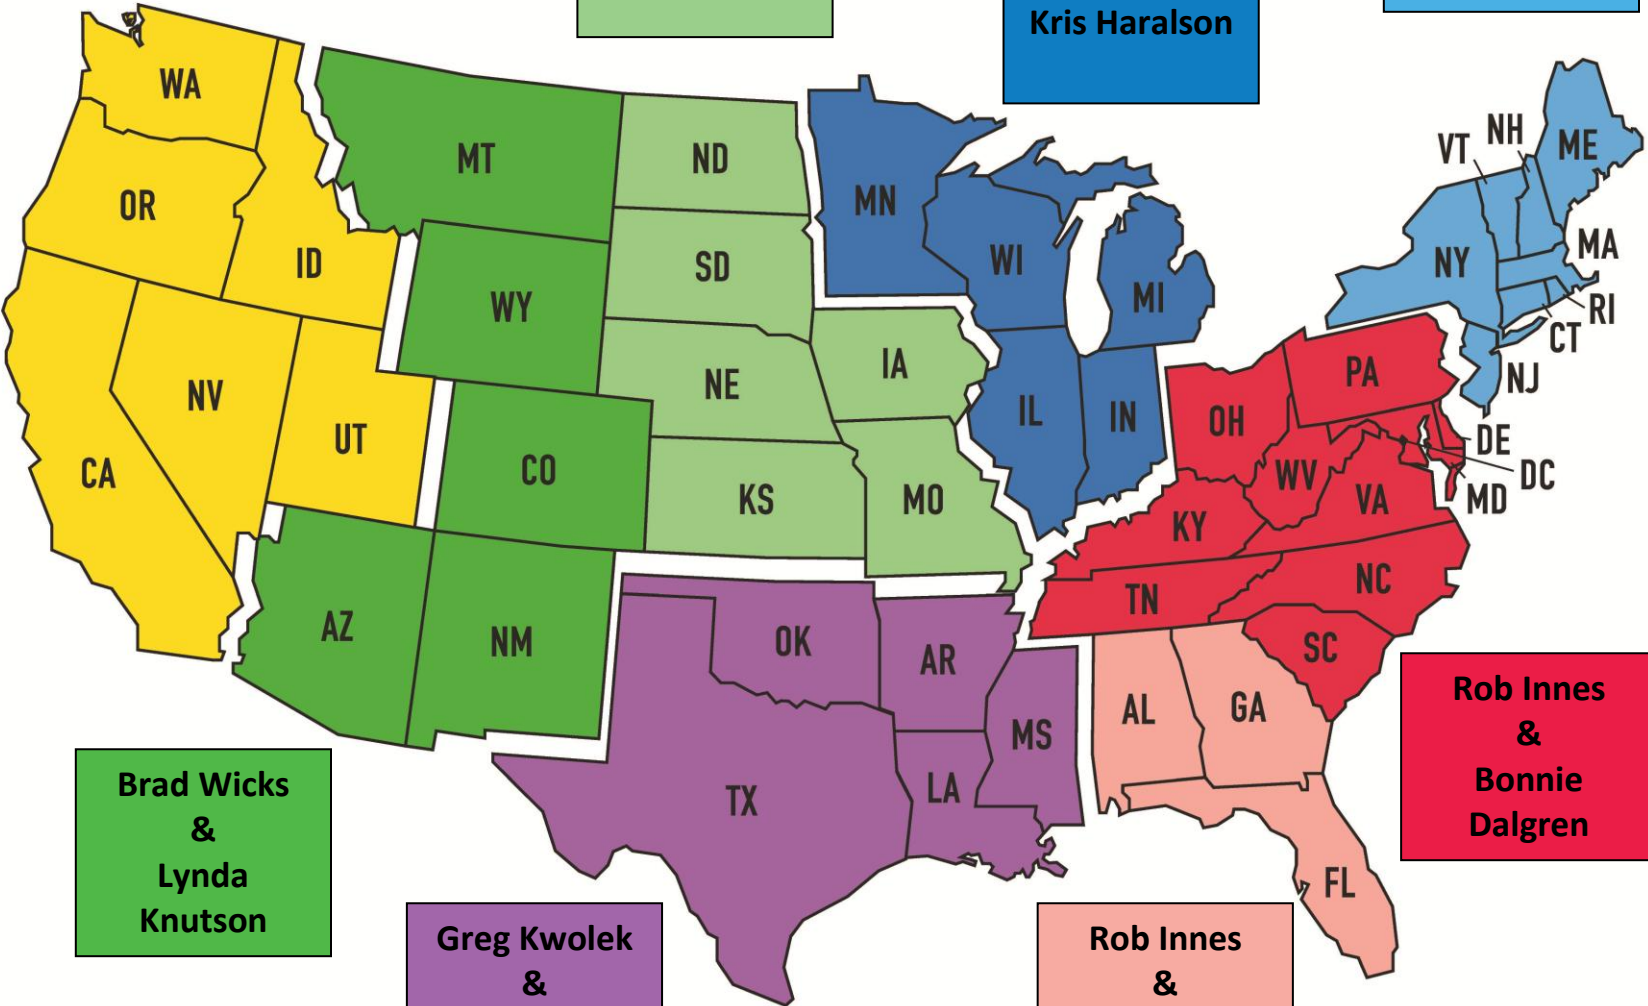 Kris Haralson
WA
OR
ID
CA
NV
UT
MT
WY
CO
AZ
NM
ND
SD
NE
KS
IA
MO
MN
WI
MI
IL
IN
OK
AR
TX
LA
MS
OH
PA
WV
VA
KY
TN
NC
SC
DE
DC
MD
AL
GA
FL
VT
NH
ME
NY
MA
RI
CT
NJ
Brad Wicks
&
Lynda
Knutson
Greg Kwolek
&
Rob Innes
&
Rob Innes
&
Bonnie
Dalgren